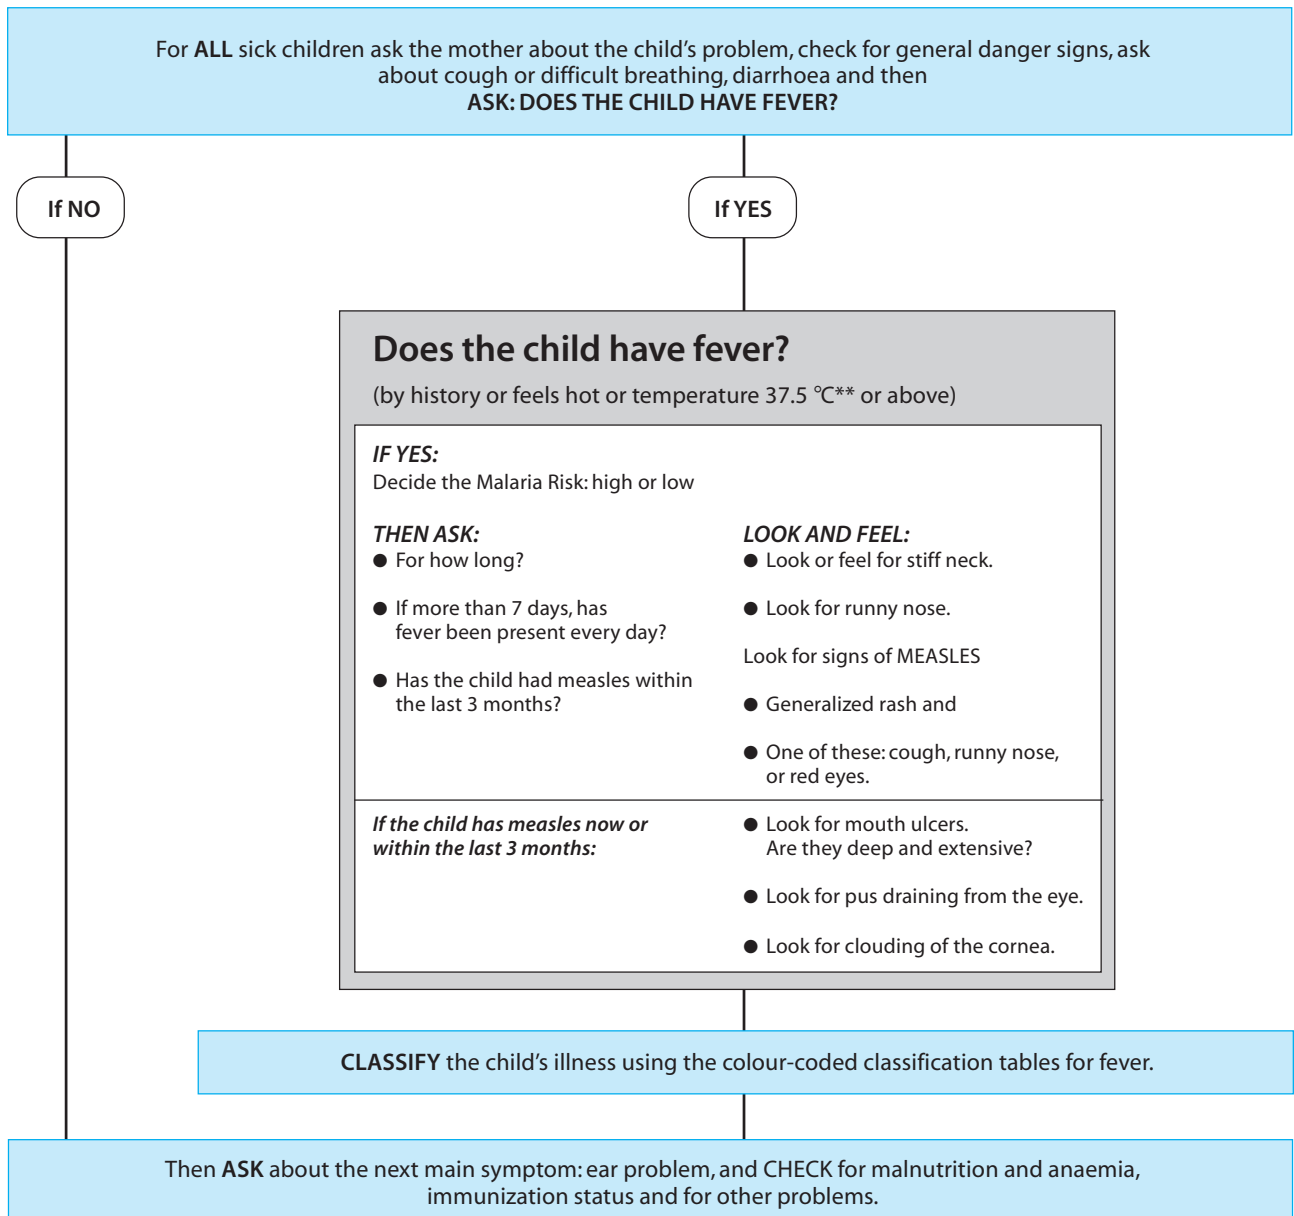 For ALL sick children ask the mother about the child’s problem, check for general danger signs, ask
about cough or difficult breathing, diarrhoea and then
ASK: DOES THE CHILD HAVE FEVER?
If NO
If YES
Does the child have fever?
(by history or feels hot or temperature 37.5 °C** or above)
IF YES:
Decide the Malaria Risk: high or low
THEN ASK:
● For how long?
● If more than 7 days, has
fever been present every day?
● Has the child had measles within
the last 3 months?
LOOK AND FEEL:
● Look or feel for stiff neck.
● Look for runny nose.
Look for signs of MEASLES
● Generalized rash and
● One of these: cough, runny nose,
or red eyes.
If the child has measles now or
within the last 3 months:
● Look for mouth ulcers.
Are they deep and extensive?
● Look for pus draining from the eye.
● Look for clouding of the cornea.
CLASSIFY the child’s illness using the colour-coded classification tables for fever.
Then ASK about the next main symptom: ear problem, and CHECK for malnutrition and anaemia,
immunization status and for other problems.